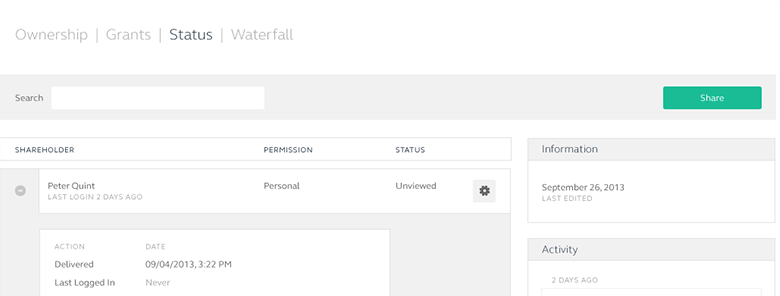 Ownership | Grants | Status | Waterfall
Search
Share
SHAREHOLDER PERMISSION STATUS
Peter Quint Personal Unviewed
LAST LOGIN 2 DAYS AGO
ACTION DATE
Delivered 09/04/2013, 3:22 PM
Last Logged In Never
Information
September 26, 2013
LAST EDITED
Activity
2 DAYS AGO